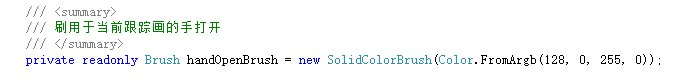 /// <summary>
/// 刷用于当前跟踪画的手打开
/// </summary>
private readonly Brush handOpenBrush = new SolidColorBrush(Color.FromArgb(128, 0, 255, 0));